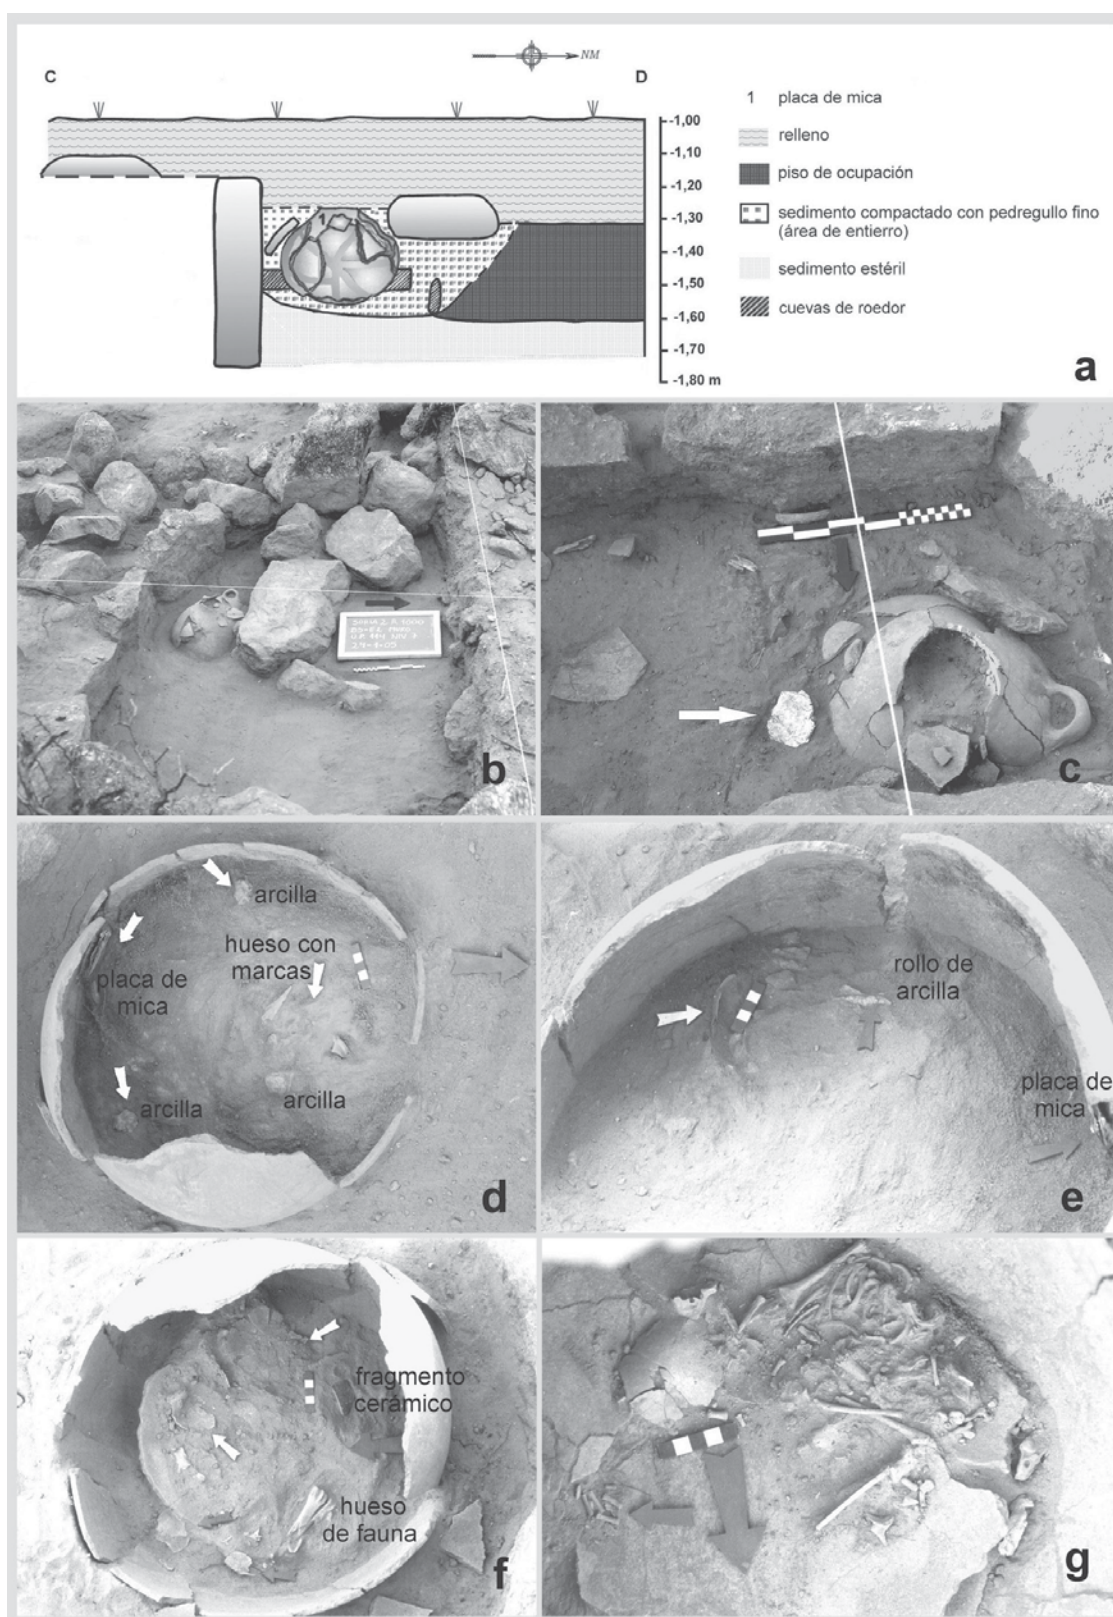 NM
C
D
1 placa de mica
relleno
piso de ocupación
sedimento compactado con pedregullo fino
(área de entierro)
sedimento estéril
cuevas de roedor
-1,00
-1,10
-1,20
-1,30
-1,40
-1,50
-1,60
-1,70
-1,80 m
1
a
b
c
arcilla
hueso con
marcas
placa de
mica
arcilla
arcilla
d
rollo de
arcilla
placa de
mica
e
fragmento
cerámico
hueso
de fauna
f
g